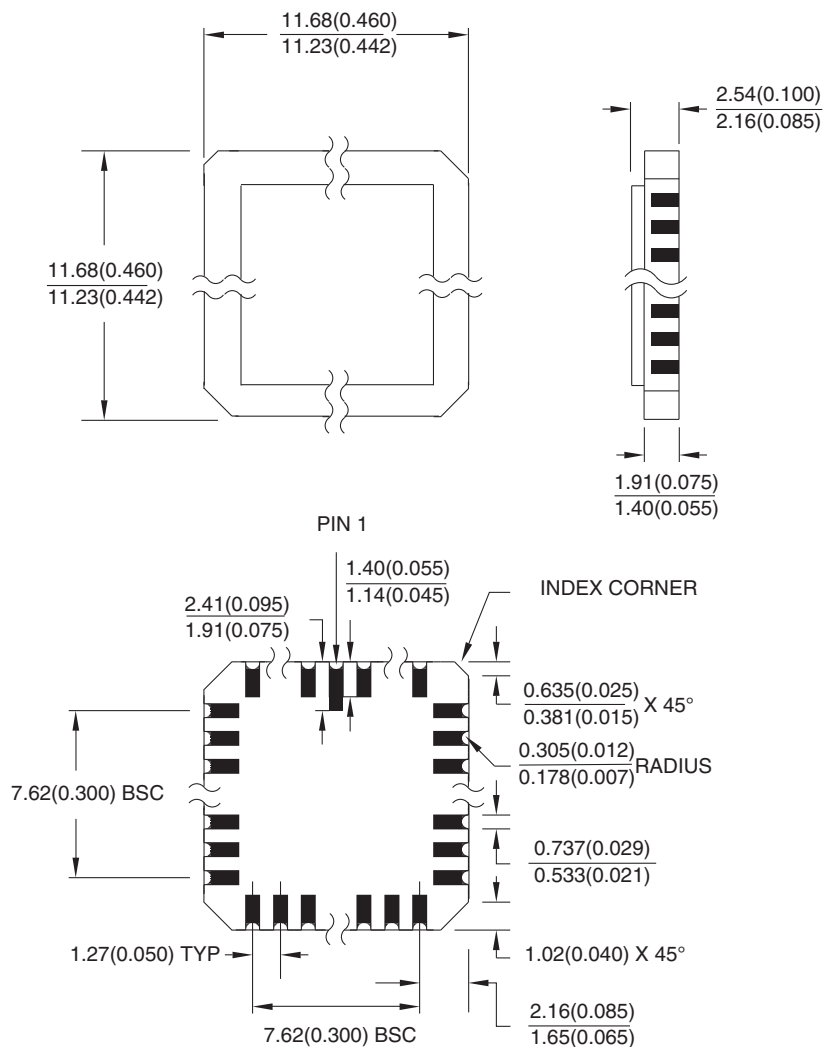 11.68(0.460)
11.23(0.442)
2.54(0.100)
2.16(0.085)
11.68(0.460)
11.23(0.442)
1.91(0.075)
1.40(0.055)
PIN 1
1.40(0.055)
1.14(0.045)
INDEX CORNER
2.41(0.095)
1.91(0.075)
0.635(0.025)
0.381(0.015) X 45°
0.305(0.012)
0.178(0.007) RADIUS
7.62(0.300) BSC
0.737(0.029)
0.533(0.021)
1.27(0.050) TYP
1.02(0.040) X 45°
7.62(0.300) BSC
2.16(0.085)
1.65(0.065)